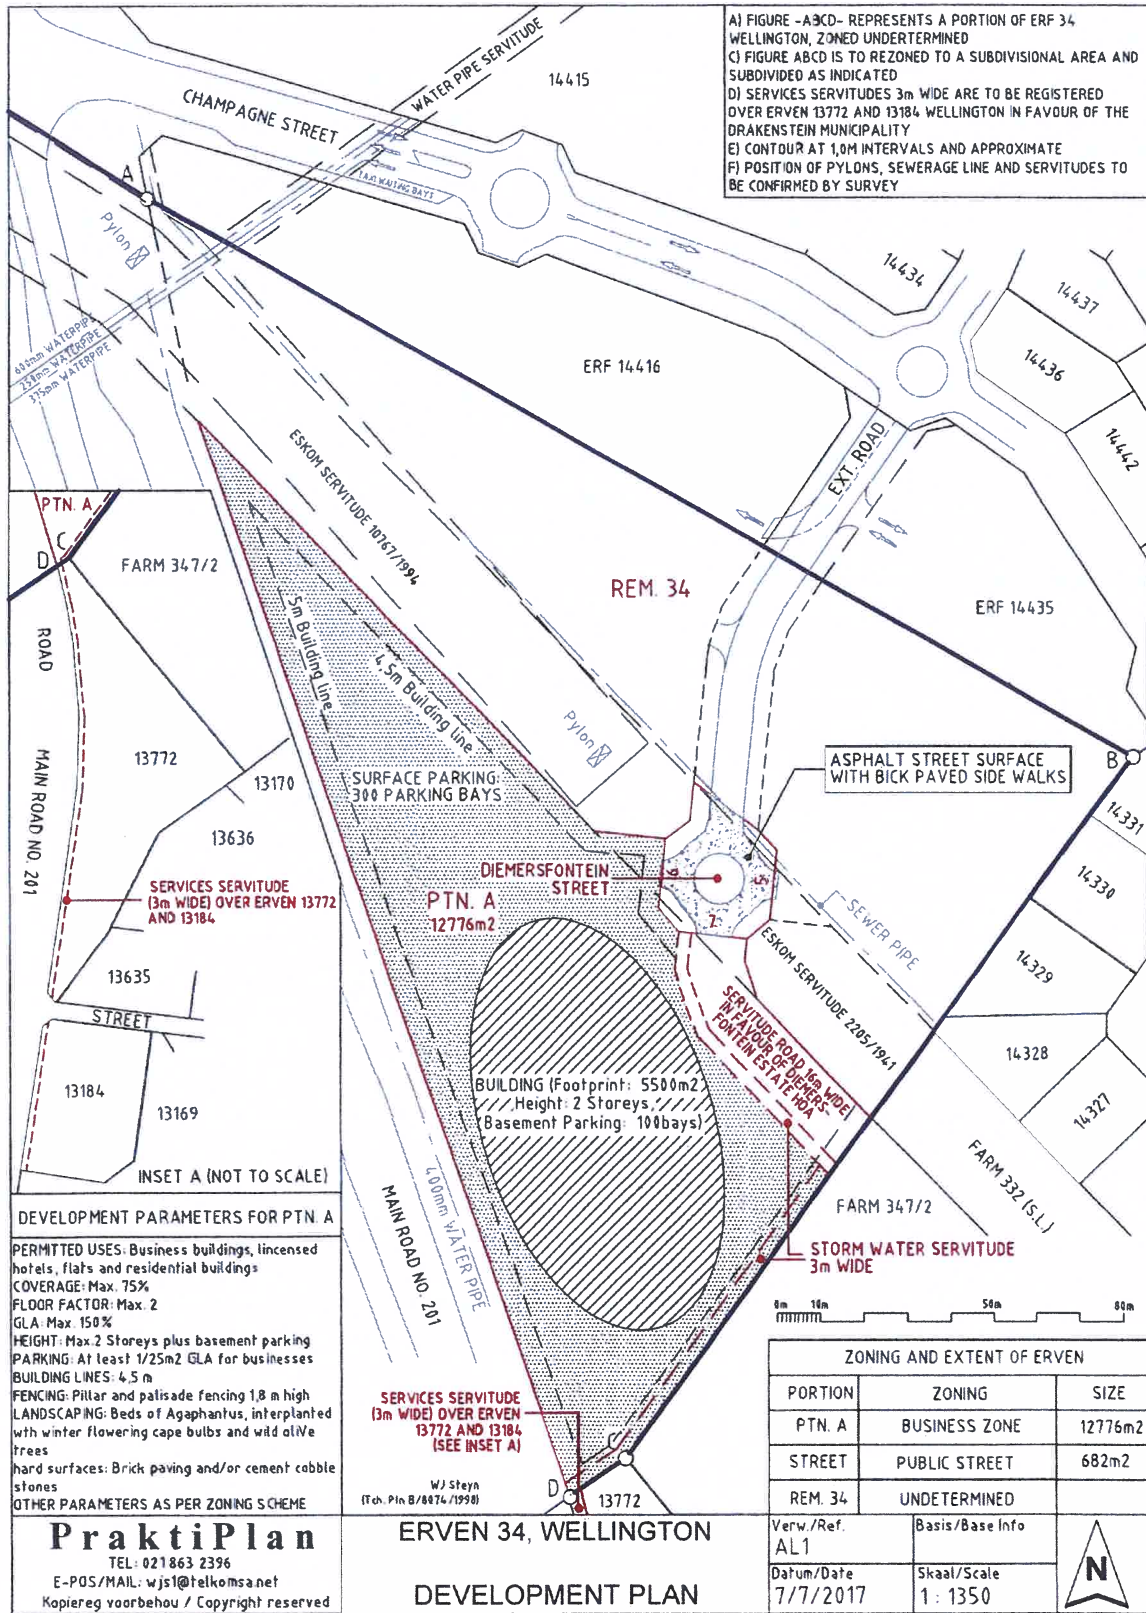 A) FIGURE -ABCD- REPRESENTS A PORTION OF ERF 34
WELLINGTON, ZONED UNDERTERMINED
C) FIGURE ABCD IS TO REZONED TO A SUBDIVISIONAL AREA AND
SUBDIVIDED AS INDICATED
D) SERVICES SERVITUDES 3m WIDE ARE TO BE REGISTERED
OVER ERVEN 13772 AND 13184 WELLINGTON IN FAVOUR OF THE
DRAKENSTEIN MUNICIPALITY
E) CONTOUR AT 1,0M INTERVALS AND APPROXIMATE
F) POSITION OF PYLONS, SEWERAGE LINE AND SERVITUDES TO
BE CONFIRMED BY SURVEY
CHAMPAGNE STREET
WATER PIPE SERVITUDE
14415
TAXI WAITING BAYS
A
Pylon
14434
14437
14436
14442
600mm WATERPIPE
250mm WATERPIPE
375mm WATERPIPE
ERF 14416
EXT. ROAD
ESKOM SERVITUDE 10767/1994
REM. 34
ERF 14435
PTN. A
C
D
FARM 347/2
ROAD
MAIN ROAD NO. 201
13772
13170
13636
SERVICES SERVITUDE
(3m WIDE) OVER ERVEN 13772
AND 13184
13635
STREET
13184
13169
INSET A (NOT TO SCALE)
5m Building line
4,5m Building line
Pylon
SURFACE PARKING:
300 PARKING BAYS
ASPHALT STREET SURFACE
WITH BICK PAVED SIDE WALKS
B
14331
14330
14329
14328
14327
DIEMERSFONTEIN
STREET
7
PTN. A
12776m2
SEWER PIPE
ESKOM SERVITUDE 2205/1941
SERVITUDE ROAD 16m WIDE
IN FAVOUR OF DIEMERS-
FONTEIN ESTATE HOA
BUILDING (Footprint: 5500m2
Height: 2 Storeys,
Basement Parking: 100bays)
FARM 332 (S.L.)
FARM 347/2
STORM WATER SERVITUDE
3m WIDE
400mm WATER PIPE
MAIN ROAD NO. 201
SERVICES SERVITUDE
(3m WIDE) OVER ERVEN
13772 AND 13184
(SEE INSET A)
C
D
13772
WJ Steyn
(Tch. Pln B/8074/1998)
0m 10m 50m 80m
DEVELOPMENT PARAMETERS FOR PTN. A
PERMITTED USES: Business buildings, lincensed
hotels, flats and residential buildings
COVERAGE: Max. 75%
FLOOR FACTOR: Max. 2
GLA: Max. 150%
HEIGHT: Max.2 Storeys plus basement parking
PARKING: At least 1/25m2 GLA for businesses
BUILDING LINES: 4,5 m
FENCING: Pillar and palisade fencing 1,8 m high
LANDSCAPING: Beds of Agaphantus, interplanted
wth winter flowering cape bulbs and wild olive
trees
hard surfaces: Brick paving and/or cement cobble
stones
OTHER PARAMETERS AS PER ZONING SCHEME
ZONING AND EXTENT OF ERVEN
PORTION ZONING SIZE
PTN. A BUSINESS ZONE 12776m2
STREET PUBLIC STREET 682m2
REM. 34 UNDETERMINED
PraktiPlan
TEL: 021 863 2396
E-POS/MAIL: wjs1@telkomsa.net
Kopiereg voorbehou / Copyright reserved
ERVEN 34, WELLINGTON
DEVELOPMENT PLAN
Verw./Ref.
AL1
Basis/Base Info
Datum/Date
7/7/2017
Skaal/Scale
1 : 1350
N